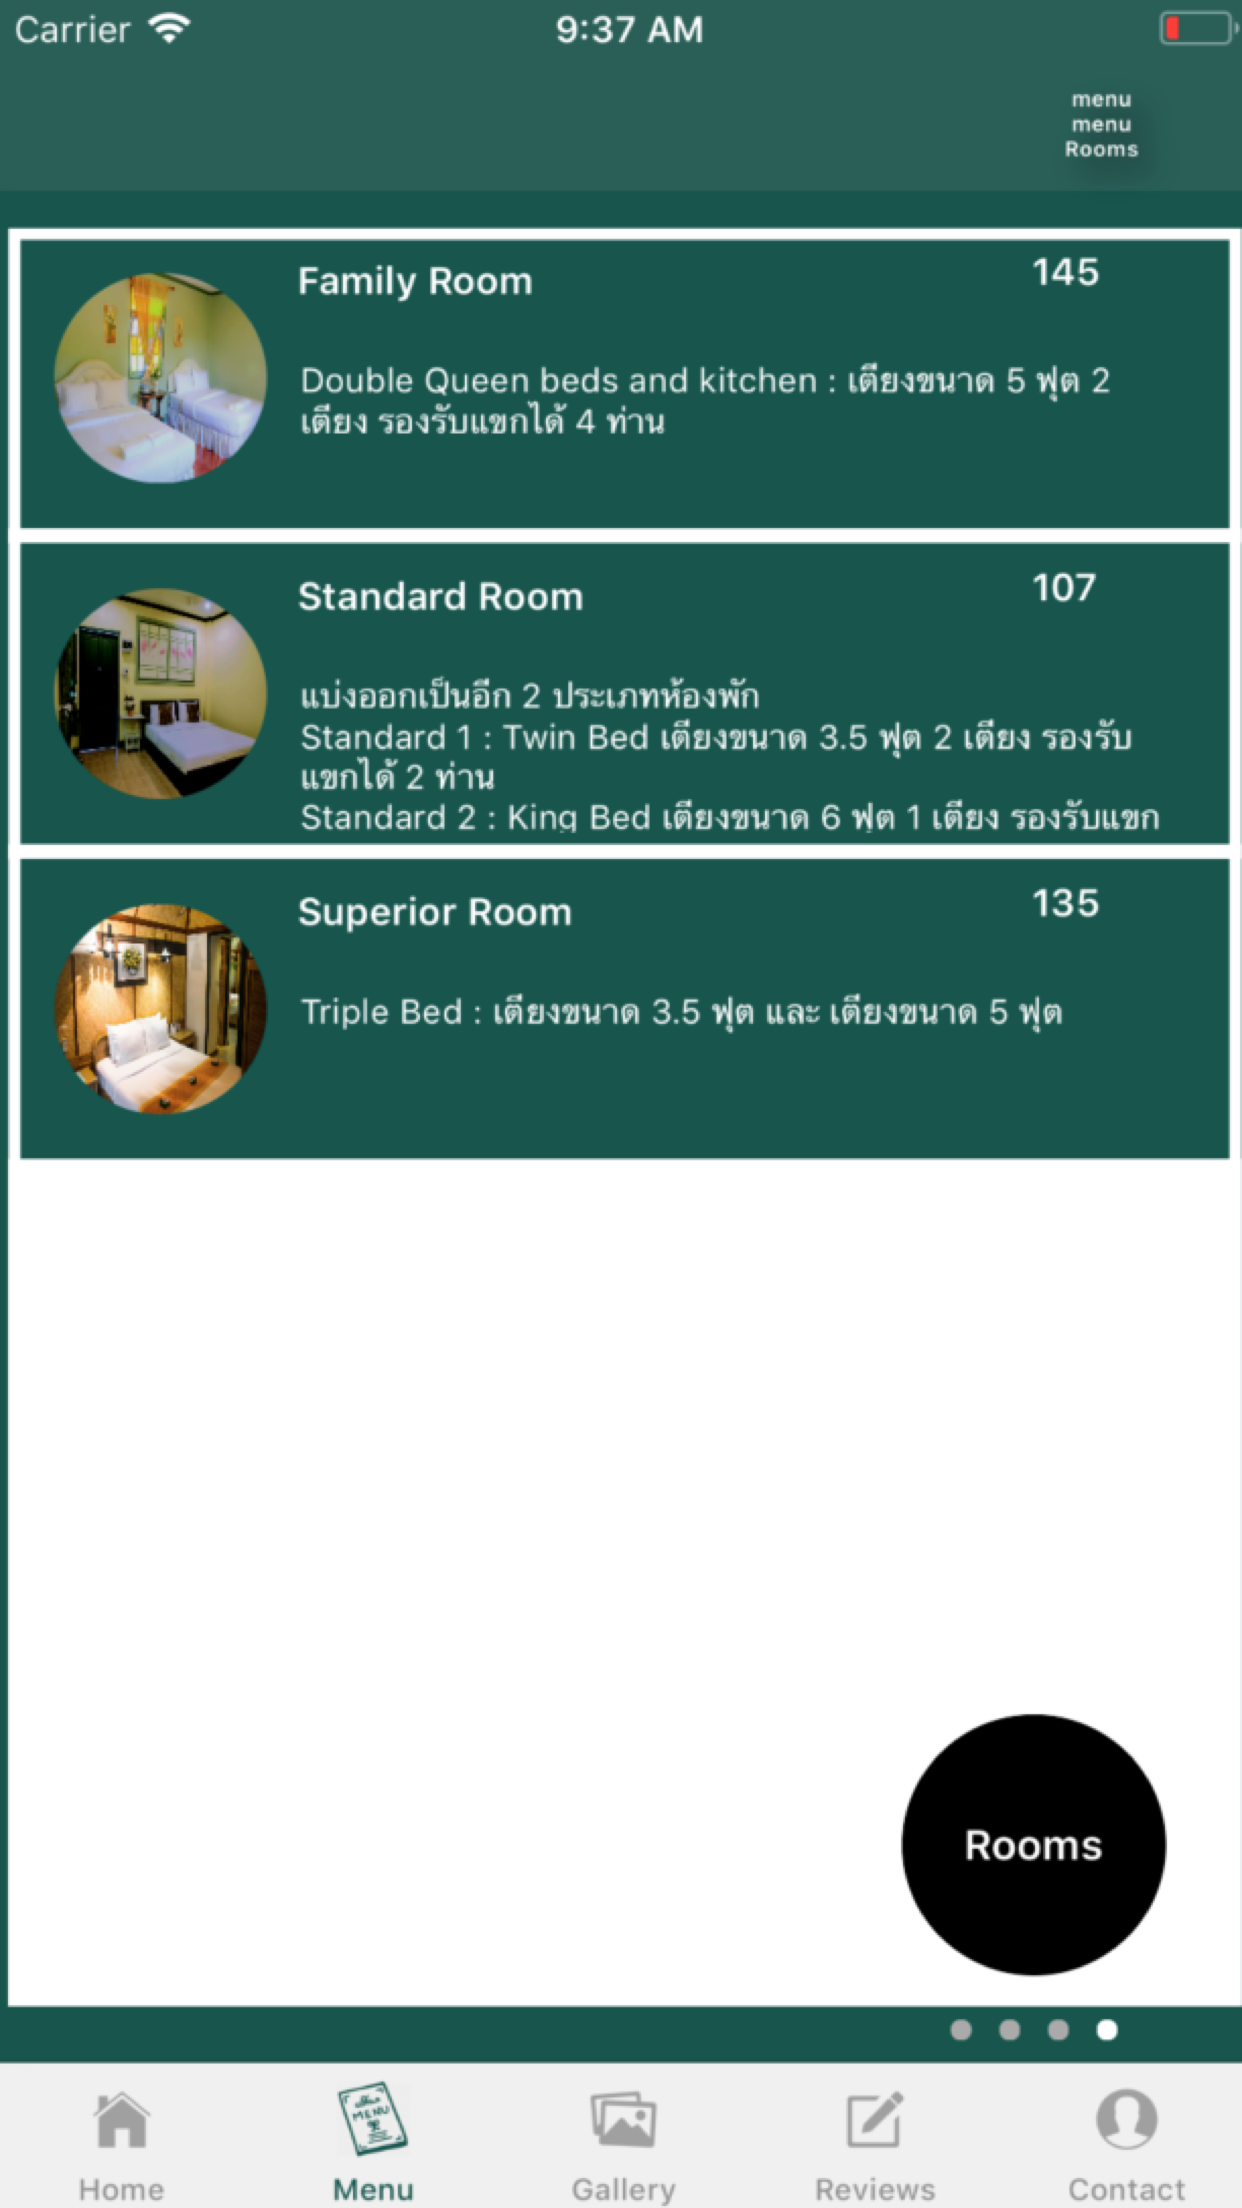 Carrier
9:37 AM
menu
menu
Rooms
Family Room
145
Double Queen beds and kitchen : เตียงขนาด 5 ฟุต 2
เตียง รองรับแขกได้ 4 ท่าน
Standard Room
107
แบ่งออกเป็นอีก 2 ประเภทห้องพัก
Standard 1 : Twin Bed เตียงขนาด 3.5 ฟุต 2 เตียง รองรับ
แขกได้ 2 ท่าน
Standard 2 : King Bed เตียงขนาด 6 ฟุต 1 เตียง รองรับแขก
Superior Room
135
Triple Bed : เตียงขนาด 3.5 ฟุต และ เตียงขนาด 5 ฟุต
Rooms
MENU
Home
Menu
Gallery
Reviews
Contact